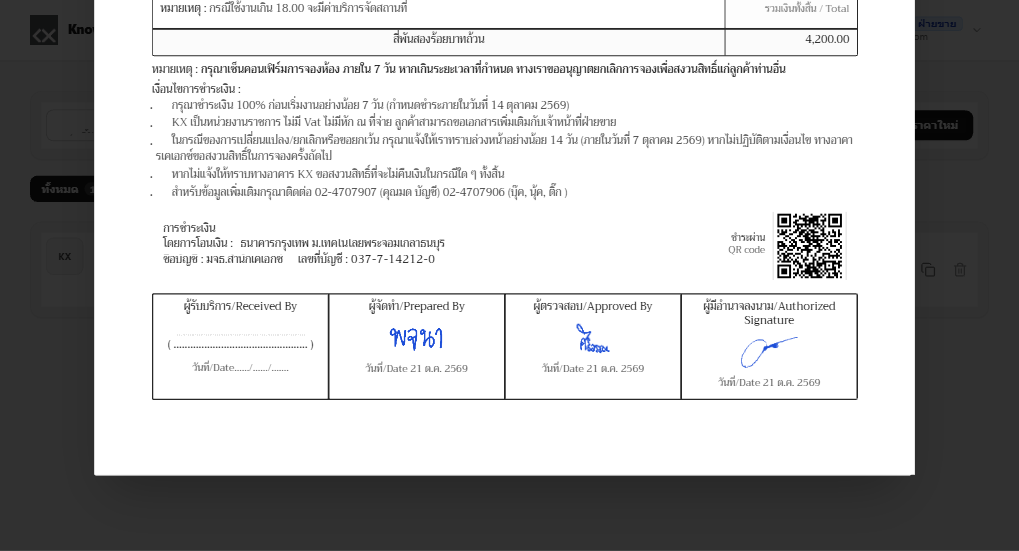 Kno
ฝ่ายขาย
om
าคาใหม่
ทั้งหมด
KX
หมายเหตุ : กรณีใช้งานเกิน 18.00 จะมีค่าบริการจัดสถานที่
รวมเงินทั้งสิ้น / Total
สี่พันสองร้อยบาทถ้วน
4,200.00
หมายเหตุ : กรุณาเซ็นคอนเฟิร์มการจองห้อง ภายใน 7 วัน หากเกินระยะเวลาที่กำหนด ทางเราขออนุญาตยกเลิกการจองเพื่อสงวนสิทธิ์แก่ลูกค้าท่านอื่น
เงื่อนไขการชำระเงิน :
. กรุณาชำระเงิน 100% ก่อนเริ่มงานอย่างน้อย 7 วัน (กำหนดชำระภายในวันที่ 14 ตุลาคม 2569)
. KX เป็นหน่วยงานราชการ ไม่มี Vat ไม่มีหัก ณ ที่จ่าย ลูกค้าสามารถขอเอกสารเพิ่มเติมกับเจ้าหน้าที่ฝ่ายขาย
. ในกรณีของการเปลี่ยนแปลง/ยกเลิกหรือขอยกเว้น กรุณาแจ้งให้เราทราบล่วงหน้าอย่างน้อย 14 วัน (ภายในวันที่ 7 ตุลาคม 2569) หากไม่ปฏิบัติตามเงื่อนไข ทางอาคา
รเคเอกซ์ขอสงวนสิทธิ์ในการจองครั้งถัดไป
. หากไม่แจ้งให้ทราบทางอาคาร KX ขอสงวนสิทธิ์ที่จะไม่คืนเงินในกรณีใด ๆ ทั้งสิ้น
. สำหรับข้อมูลเพิ่มเติมกรุณาติดต่อ 02-4707907 (คุณมด บัญชี) 02-4707906 (บุ๊ค, นุ้ค, ติ๊ก )
การชำระเงิน
โดยการโอนเงิน : ธนาคารกรุงเทพ ม.เทคโนโลยีพระจอมเกล้าธนบุรี
ชื่อบัญชี : มจธ.สำนักเคเอกซ์ เลขที่บัญชี : 037-7-14212-0
ชำระผ่าน
QR code
ผู้รับบริการ/Received By
( ................................................ )
วันที่/Date....../....../.......
ผู้จัดทำ/Prepared By
พจนา
วันที่/Date 21 ต.ค. 2569
ผู้ตรวจสอบ/Approved By
วันที่/Date 21 ต.ค. 2569
ผู้มีอำนาจลงนาม/Authorized
Signature
วันที่/Date 21 ต.ค. 2569